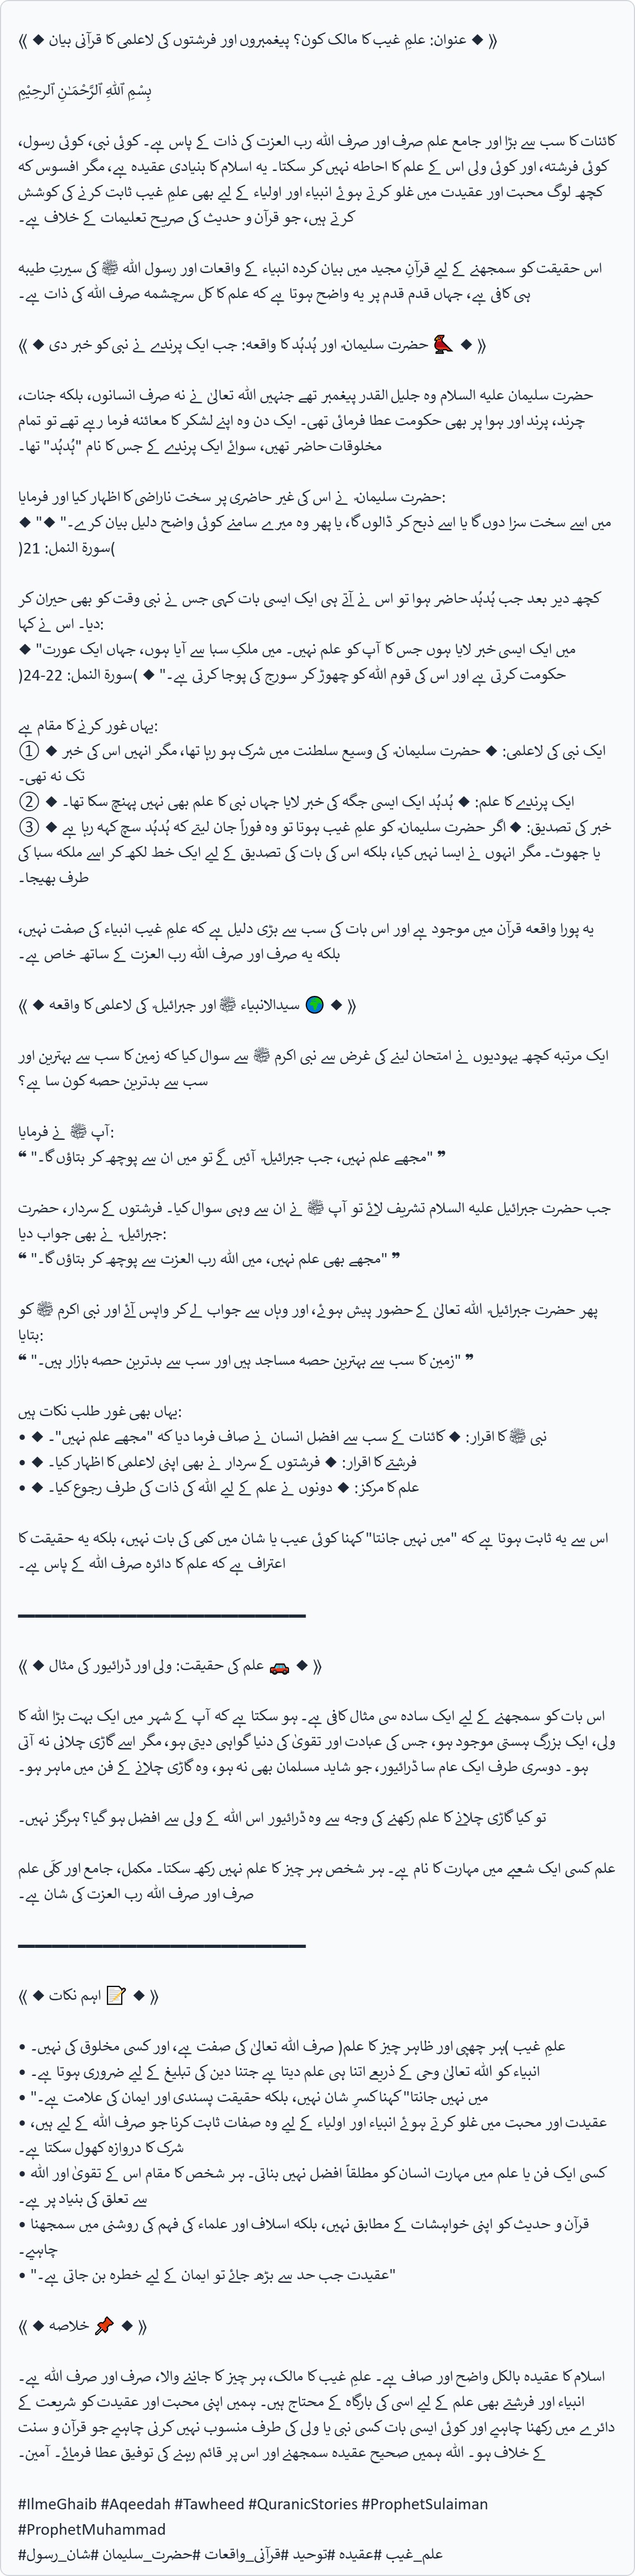 ⟪ ◆ عنوان: علمِ غیب کا مالک کون؟ پیغمبروں اور فرشتوں کی لاعلمی کا قرآنی بیان ◆ ⟫
بِسْمِ ٱللهِ ٱلرَّحْمَـٰنِ ٱلرحِيْمِ
کائنات کا سب سے بڑا اور جامع علم صرف اور صرف اللہ رب العزت کی ذات کے پاس ہے۔ کوئی نبی، کوئی رسول،
کوئی فرشتہ، اور کوئی ولی اس کے علم کا احاطہ نہیں کر سکتا۔ یہ اسلام کا بنیادی عقیدہ ہے، مگر افسوس کہ
کچھ لوگ محبت اور عقیدت میں غلو کرتے ہوئے انبیاء اور اولیاء کے لیے بھی علمِ غیب ثابت کرنے کی کوشش
کرتے ہیں، جو قرآن و حدیث کی صریح تعلیمات کے خلاف ہے۔
اس حقیقت کو سمجھنے کے لیے قرآنِ مجید میں بیان کردہ انبیاء کے واقعات اور رسول اللہ ﷺ کی سیرتِ طیبہ
ہی کافی ہے، جہاں قدم قدم پر یہ واضح ہوتا ہے کہ علم کا کل سرچشمہ صرف اللہ کی ذات ہے۔
⟪ ◆ 🐦 حضرت سلیمانؑ اور ہُدہُد کا واقعہ: جب ایک پرندے نے نبی کو خبر دی ◆ ⟫
حضرت سلیمان علیہ السلام وہ جلیل القدر پیغمبر تھے جنہیں اللہ تعالیٰ نے نہ صرف انسانوں، بلکہ جنات،
چرند، پرند اور ہوا پر بھی حکومت عطا فرمائی تھی۔ ایک دن وہ اپنے لشکر کا معائنہ فرما رہے تھے تو تمام
مخلوقات حاضر تھیں، سوائے ایک پرندے کے جس کا نام "ہُدہُد" تھا۔
حضرت سلیمانؑ نے اس کی غیر حاضری پر سخت ناراضی کا اظہار کیا اور فرمایا:
◆ "میں اسے سخت سزا دوں گا یا اسے ذبح کر ڈالوں گا، یا پھر وہ میرے سامنے کوئی واضح دلیل بیان کرے۔" ◆
(سورۃ النمل: 21)
کچھ دیر بعد جب ہُدہُد حاضر ہوا تو اس نے آتے ہی ایک ایسی بات کہی جس نے نبی وقت کو بھی حیران کر
دیا۔ اس نے کہا:
◆ "میں ایک ایسی خبر لایا ہوں جس کا آپ کو علم نہیں۔ میں ملکِ سبا سے آیا ہوں، جہاں ایک عورت
حکومت کرتی ہے اور اس کی قوم اللہ کو چھوڑ کر سورج کی پوجا کرتی ہے۔" ◆ (سورۃ النمل: 22-24)
یہاں غور کرنے کا مقام ہے:
① ◆ ایک نبی کی لاعلمی: ◆ حضرت سلیمانؑ کی وسیع سلطنت میں شرک ہو رہا تھا، مگر انہیں اس کی خبر
تک نہ تھی۔
② ◆ ایک پرندے کا علم: ◆ ہُدہُد ایک ایسی جگہ کی خبر لایا جہاں نبی کا علم بھی نہیں پہنچ سکا تھا۔
③ ◆ خبر کی تصدیق: ◆ اگر حضرت سلیمانؑ کو علمِ غیب ہوتا تو وہ فوراً جان لیتے کہ ہُدہُد سچ کہہ رہا ہے
یا جھوٹ۔ مگر انہوں نے ایسا نہیں کیا، بلکہ اس کی بات کی تصدیق کے لیے ایک خط لکھ کر اسے ملکہ سبا کی
طرف بھیجا۔
یہ پورا واقعہ قرآن میں موجود ہے اور اس بات کی سب سے بڑی دلیل ہے کہ علمِ غیب انبیاء کی صفت نہیں،
بلکہ یہ صرف اور صرف اللہ رب العزت کے ساتھ خاص ہے۔
⟪ ◆ 🌍 سیدالانبیاء ﷺ اور جبرائیلؑ کی لاعلمی کا واقعہ ◆ ⟫
ایک مرتبہ کچھ یہودیوں نے امتحان لینے کی غرض سے نبی اکرم ﷺ سے سوال کیا کہ زمین کا سب سے بہترین اور
سب سے بدترین حصہ کون سا ہے؟
آپ ﷺ نے فرمایا:
❝ "مجھے علم نہیں، جب جبرائیلؑ آئیں گے تو میں ان سے پوچھ کر بتاؤں گا۔" ❞
جب حضرت جبرائیل علیہ السلام تشریف لائے تو آپ ﷺ نے ان سے وہی سوال کیا۔ فرشتوں کے سردار، حضرت
جبرائیلؑ نے بھی جواب دیا:
❝ "مجھے بھی علم نہیں، میں اللہ رب العزت سے پوچھ کر بتاؤں گا۔" ❞
پھر حضرت جبرائیلؑ اللہ تعالیٰ کے حضور پیش ہوئے، اور وہاں سے جواب لے کر واپس آئے اور نبی اکرم ﷺ کو
بتایا:
❝ "زمین کا سب سے بہترین حصہ مساجد ہیں اور سب سے بدترین حصہ بازار ہیں۔" ❞
یہاں بھی غور طلب نکات ہیں:
• ◆ نبی ﷺ کا اقرار: ◆ کائنات کے سب سے افضل انسان نے صاف فرما دیا کہ "مجھے علم نہیں"۔
• ◆ فرشتے کا اقرار: ◆ فرشتوں کے سردار نے بھی اپنی لاعلمی کا اظہار کیا۔
• ◆ علم کا مرکز: ◆ دونوں نے علم کے لیے اللہ کی ذات کی طرف رجوع کیا۔
اس سے یہ ثابت ہوتا ہے کہ "میں نہیں جانتا" کہنا کوئی عیب یا شان میں کمی کی بات نہیں، بلکہ یہ حقیقت کا
اعتراف ہے کہ علم کا دائرہ صرف اللہ کے پاس ہے۔
⟪ ◆ 🚗 علم کی حقیقت: ولی اور ڈرائیور کی مثال ◆ ⟫
اس بات کو سمجھنے کے لیے ایک سادہ سی مثال کافی ہے۔ ہو سکتا ہے کہ آپ کے شہر میں ایک بہت بڑا اللہ کا
ولی، ایک بزرگ ہستی موجود ہو، جس کی عبادت اور تقویٰ کی دنیا گواہی دیتی ہو، مگر اسے گاڑی چلانی نہ آتی
ہو۔ دوسری طرف ایک عام سا ڈرائیور، جو شاید مسلمان بھی نہ ہو، وہ گاڑی چلانے کے فن میں ماہر ہو۔
تو کیا گاڑی چلانے کا علم رکھنے کی وجہ سے وہ ڈرائیور اس اللہ کے ولی سے افضل ہو گیا؟ ہرگز نہیں۔
علم کسی ایک شعبے میں مہارت کا نام ہے۔ ہر شخص ہر چیز کا علم نہیں رکھ سکتا۔ مکمل، جامع اور کلّی علم
صرف اور صرف اللہ رب العزت کی شان ہے۔
⟪ ◆ 📝 اہم نکات ◆ ⟫
• علمِ غیب (ہر چھپی اور ظاہر چیز کا علم) صرف اللہ تعالیٰ کی صفت ہے، اور کسی مخلوق کی نہیں۔
• انبیاء کو اللہ تعالیٰ وحی کے ذریعے اتنا ہی علم دیتا ہے جتنا دین کی تبلیغ کے لیے ضروری ہوتا ہے۔
• "میں نہیں جانتا" کہنا کسرِ شان نہیں، بلکہ حقیقت پسندی اور ایمان کی علامت ہے۔
• عقیدت اور محبت میں غلو کرتے ہوئے انبیاء اور اولیاء کے لیے وہ صفات ثابت کرنا جو صرف اللہ کے لیے ہیں،
شرک کا دروازہ کھول سکتا ہے۔
• کسی ایک فن یا علم میں مہارت انسان کو مطلقاً افضل نہیں بناتی۔ ہر شخص کا مقام اس کے تقویٰ اور اللہ
سے تعلق کی بنیاد پر ہے۔
• قرآن و حدیث کو اپنی خواہشات کے مطابق نہیں، بلکہ اسلاف اور علماء کی فہم کی روشنی میں سمجھنا
چاہیے۔
• "عقیدت جب حد سے بڑھ جائے تو ایمان کے لیے خطرہ بن جاتی ہے۔"
⟪ ◆ 📌 خلاصہ ◆ ⟫
اسلام کا عقیدہ بالکل واضح اور صاف ہے۔ علمِ غیب کا مالک، ہر چیز کا جاننے والا، صرف اور صرف اللہ ہے۔
انبیاء اور فرشتے بھی علم کے لیے اسی کی بارگاہ کے محتاج ہیں۔ ہمیں اپنی محبت اور عقیدت کو شریعت کے
دائرے میں رکھنا چاہیے اور کوئی ایسی بات کسی نبی یا ولی کی طرف منسوب نہیں کرنی چاہیے جو قرآن و سنت
کے خلاف ہو۔ اللہ ہمیں صحیح عقیدہ سمجھنے اور اس پر قائم رہنے کی توفیق عطا فرمائے۔ آمین۔
#IlmeGhaib #Aqeedah #Tawheed #QuranicStories #ProphetSulaiman
#ProphetMuhammad
#علم_غیب #عقیدہ #توحید #قرآنی_واقعات #حضرت_سلیمان #شان_رسول